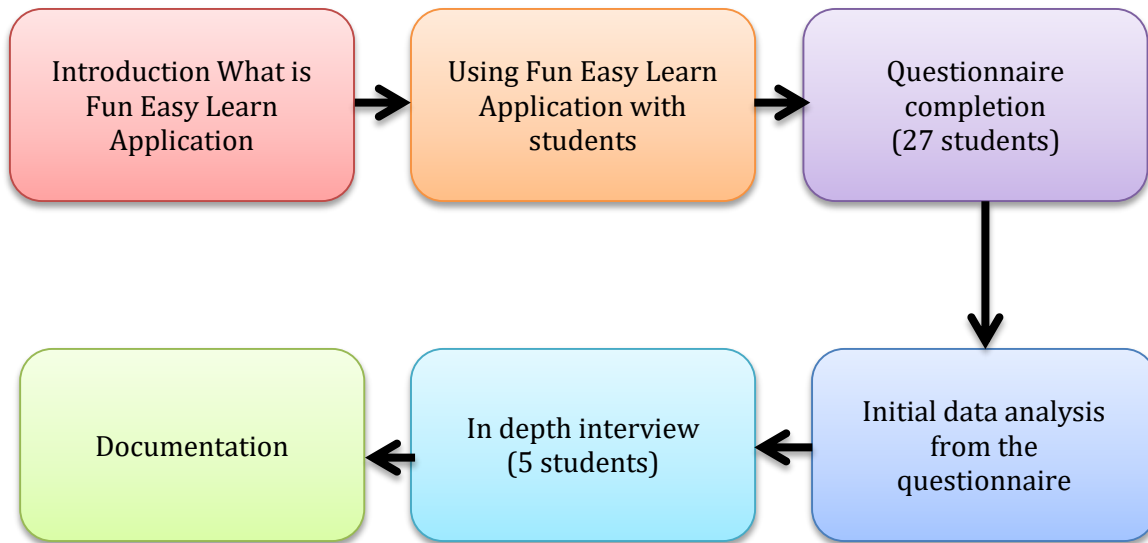 Introduction What is
Fun Easy Learn
Application
Using Fun Easy Learn
Application with
students
Questionnaire
completion
(27 students)
Initial data analysis
from the
questionnaire
In depth interview
(5 students)
Documentation